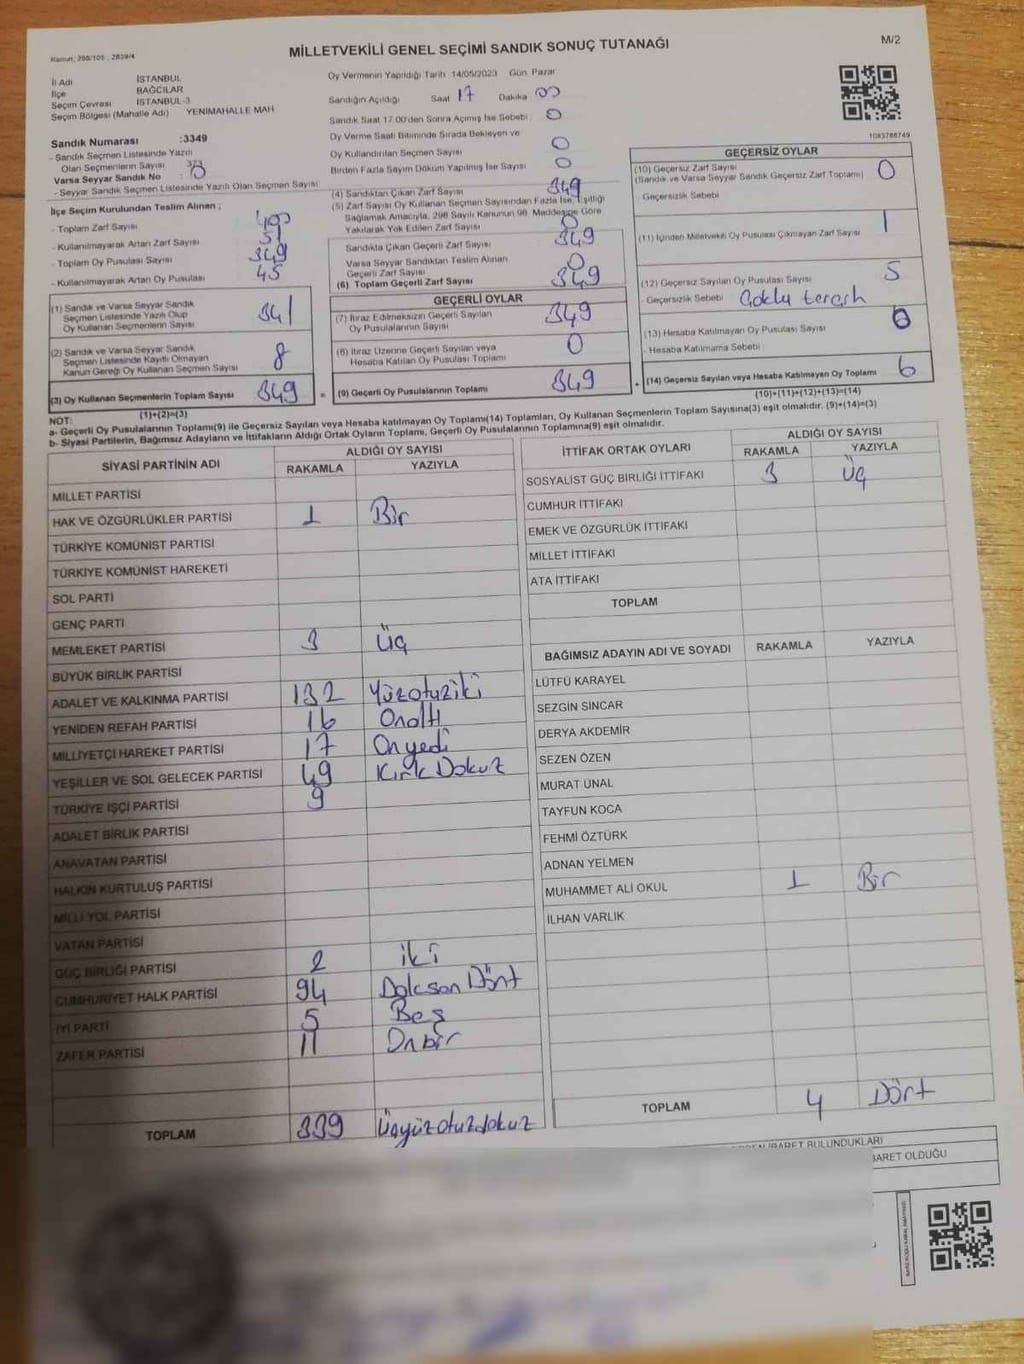 Kanun: 298/105 , 2839/4
MİLLETVEKİLİ GENEL SEÇİMİ SANDIK SONUÇ TUTANAĞI
M/2
İl Adı İSTANBUL
İlçe BAĞCILAR
Seçim Çevresi İSTANBUL-3
Seçim Bölgesi (Mahalle Adı) YENİMAHALLE MAH.
Oy Vermenin Yapıldığı Tarih 14/05/2023 Gün Pazar
Sandığın Açıldığı Saat 17 Dakika 00
Sandık Saat 17.00'den Sonra Açımış İse Sebebi: 0
Oy Verme Saati Bitiminde Sırada Bekleyen ve
Oy Kullandırılan Seçmen Sayısı 0
Birden Fazla Sayım Döküm Yapılmış İse Sayısı 0
1083788749
Sandık Numarası :3349
- Sandık Seçmen Listesinde Yazılı
Olan Seçmenlerin Sayısı 373
Varsa Seyyar Sandık No : 0
- Seyyar Sandık Seçmen Listesinde Yazılı Olan Seçmen Sayısı
İlçe Seçim Kurulundan Teslim Alınan ;
- Toplam Zarf Sayısı 400
- Kullanılmayarak Artan Zarf Sayısı 51
- Toplam Oy Pusulası Sayısı 349
- Kullanılmayarak Artan Oy Pusulası 45
(1) Sandık ve Varsa Seyyar Sandık
Seçmen Listesinde Yazılı Olup
Oy Kullanan Seçmenlerin Sayısı 341
(2) Sandık ve Varsa Seyyar Sandık
Seçmen Listesinde Kayıtlı Olmayan
Kanun Gereği Oy Kullanan Seçmen Sayısı 8
(3) Oy Kullanan Seçmenlerin Toplam Sayısı 349
(1)+(2)=(3)
(4) Sandıktan Çıkan Zarf Sayısı 349
(5) Zarf Sayısı Oy Kullanan Seçmen Sayısından Fazla İse, Eşitliği
Sağlamak Amacıyla, 298 Sayılı Kanunun 98. Maddesine Göre
Yakılarak Yok Edilen Zarf Sayısı 0
Sandıkta Çıkan Geçerli Zarf Sayısı 349
Varsa Seyyar Sandıktan Teslim Alınan
Geçerli Zarf Sayısı 0
(6) Toplam Geçerli Zarf Sayısı 349
GEÇERLİ OYLAR
(7) İtiraz Edilmeksizin Geçerli Sayılan
Oy Pusulalarının Sayısı 349
(8) İtiraz Üzerine Geçerli Sayılan veya
Hesaba Katılan Oy Pusulası Toplamı 0
= (9) Geçerli Oy Pusulalarının Toplamı 349
GEÇERSİZ OYLAR
(10) Geçersiz Zarf Sayısı 0
(Sandık ve Varsa Seyyar Sandık Geçersiz Zarf Toplamı)
- Geçersizlik Sebebi
(11) İçinden Milletvekili Oy Pusulası Çıkmayan Zarf Sayısı 1
(12) Geçersiz Sayılan Oy Pusulası Sayısı 5
- Geçersizlik Sebebi Çoklu tercih
(13) Hesaba Katılmayan Oy Pusulası Sayısı 0
- Hesaba Katılmama Sebebi
+ (14) Geçersiz Sayılan veya Hesaba Katılmayan Oy Toplamı 6
(10)+(11)+(12)+(13)=(14)
NOT:
a- Geçerli Oy Pusulalarının Toplamı(9) ile Geçersiz Sayılan veya Hesaba katılmayan Oy Toplamı(14) Toplamları, Oy Kullanan Seçmenlerin Toplam Sayısına(3) eşit olmalıdır. (9)+(14)=(3)
b- Siyasi Partilerin, Bağımsız Adayların ve İttifakların Aldığı Ortak Oyların Toplamı, Geçerli Oy Pusulalarının Toplamına(9) eşit olmalıdır.
SİYASİ PARTİNİN ADI ALDIĞI OY SAYISI
RAKAMLA YAZIYLA
MİLLET PARTİSİ
HAK VE ÖZGÜRLÜKLER PARTİSİ 1 Bir
TÜRKİYE KOMÜNİST PARTİSİ
TÜRKİYE KOMÜNİST HAREKETİ
SOL PARTİ
GENÇ PARTİ
MEMLEKET PARTİSİ 3 Üç
BÜYÜK BİRLİK PARTİSİ
ADALET VE KALKINMA PARTİSİ 132 Yüzotuziki
YENİDEN REFAH PARTİSİ 16 Onaltı
MİLLİYETÇİ HAREKET PARTİSİ 17 Onyedi
YEŞİLLER VE SOL GELECEK PARTİSİ 49 Kırk Dokuz
TÜRKİYE İŞÇİ PARTİSİ 9
ADALET BİRLİK PARTİSİ
ANAVATAN PARTİSİ
HALKIN KURTULUŞ PARTİSİ
MİLLİ YOL PARTİSİ
VATAN PARTİSİ
GÜÇ BİRLİĞİ PARTİSİ 2 iki
CUMHURİYET HALK PARTİSİ 94 Doksan Dört
İYİ PARTİ 5 Beş
ZAFER PARTİSİ 11 Onbir
TOPLAM 339 Üçyüzotuzdokuz
İTTİFAK ORTAK OYLARI ALDIĞI OY SAYISI
RAKAMLA YAZIYLA
SOSYALİST GÜÇ BİRLİĞİ İTTİFAKI 3 Üç
CUMHUR İTTİFAKI
EMEK VE ÖZGÜRLÜK İTTİFAKI
MİLLET İTTİFAKI
ATA İTTİFAKI
TOPLAM
BAĞIMSIZ ADAYIN ADI VE SOYADI RAKAMLA YAZIYLA
LÜTFÜ KARAYEL
SEZGİN SİNCAR
DERYA AKDEMİR
SEZEN ÖZEN
MURAT ÜNAL
TAYFUN KOCA
FEHMİ ÖZTÜRK
ADNAN YELMEN
MUHAMMET ALİ OKUL 1 Bir
İLHAN VARLIK
TOPLAM 4 Dört
İBARET BULUNDUKLARI
İBARET OLDUĞU